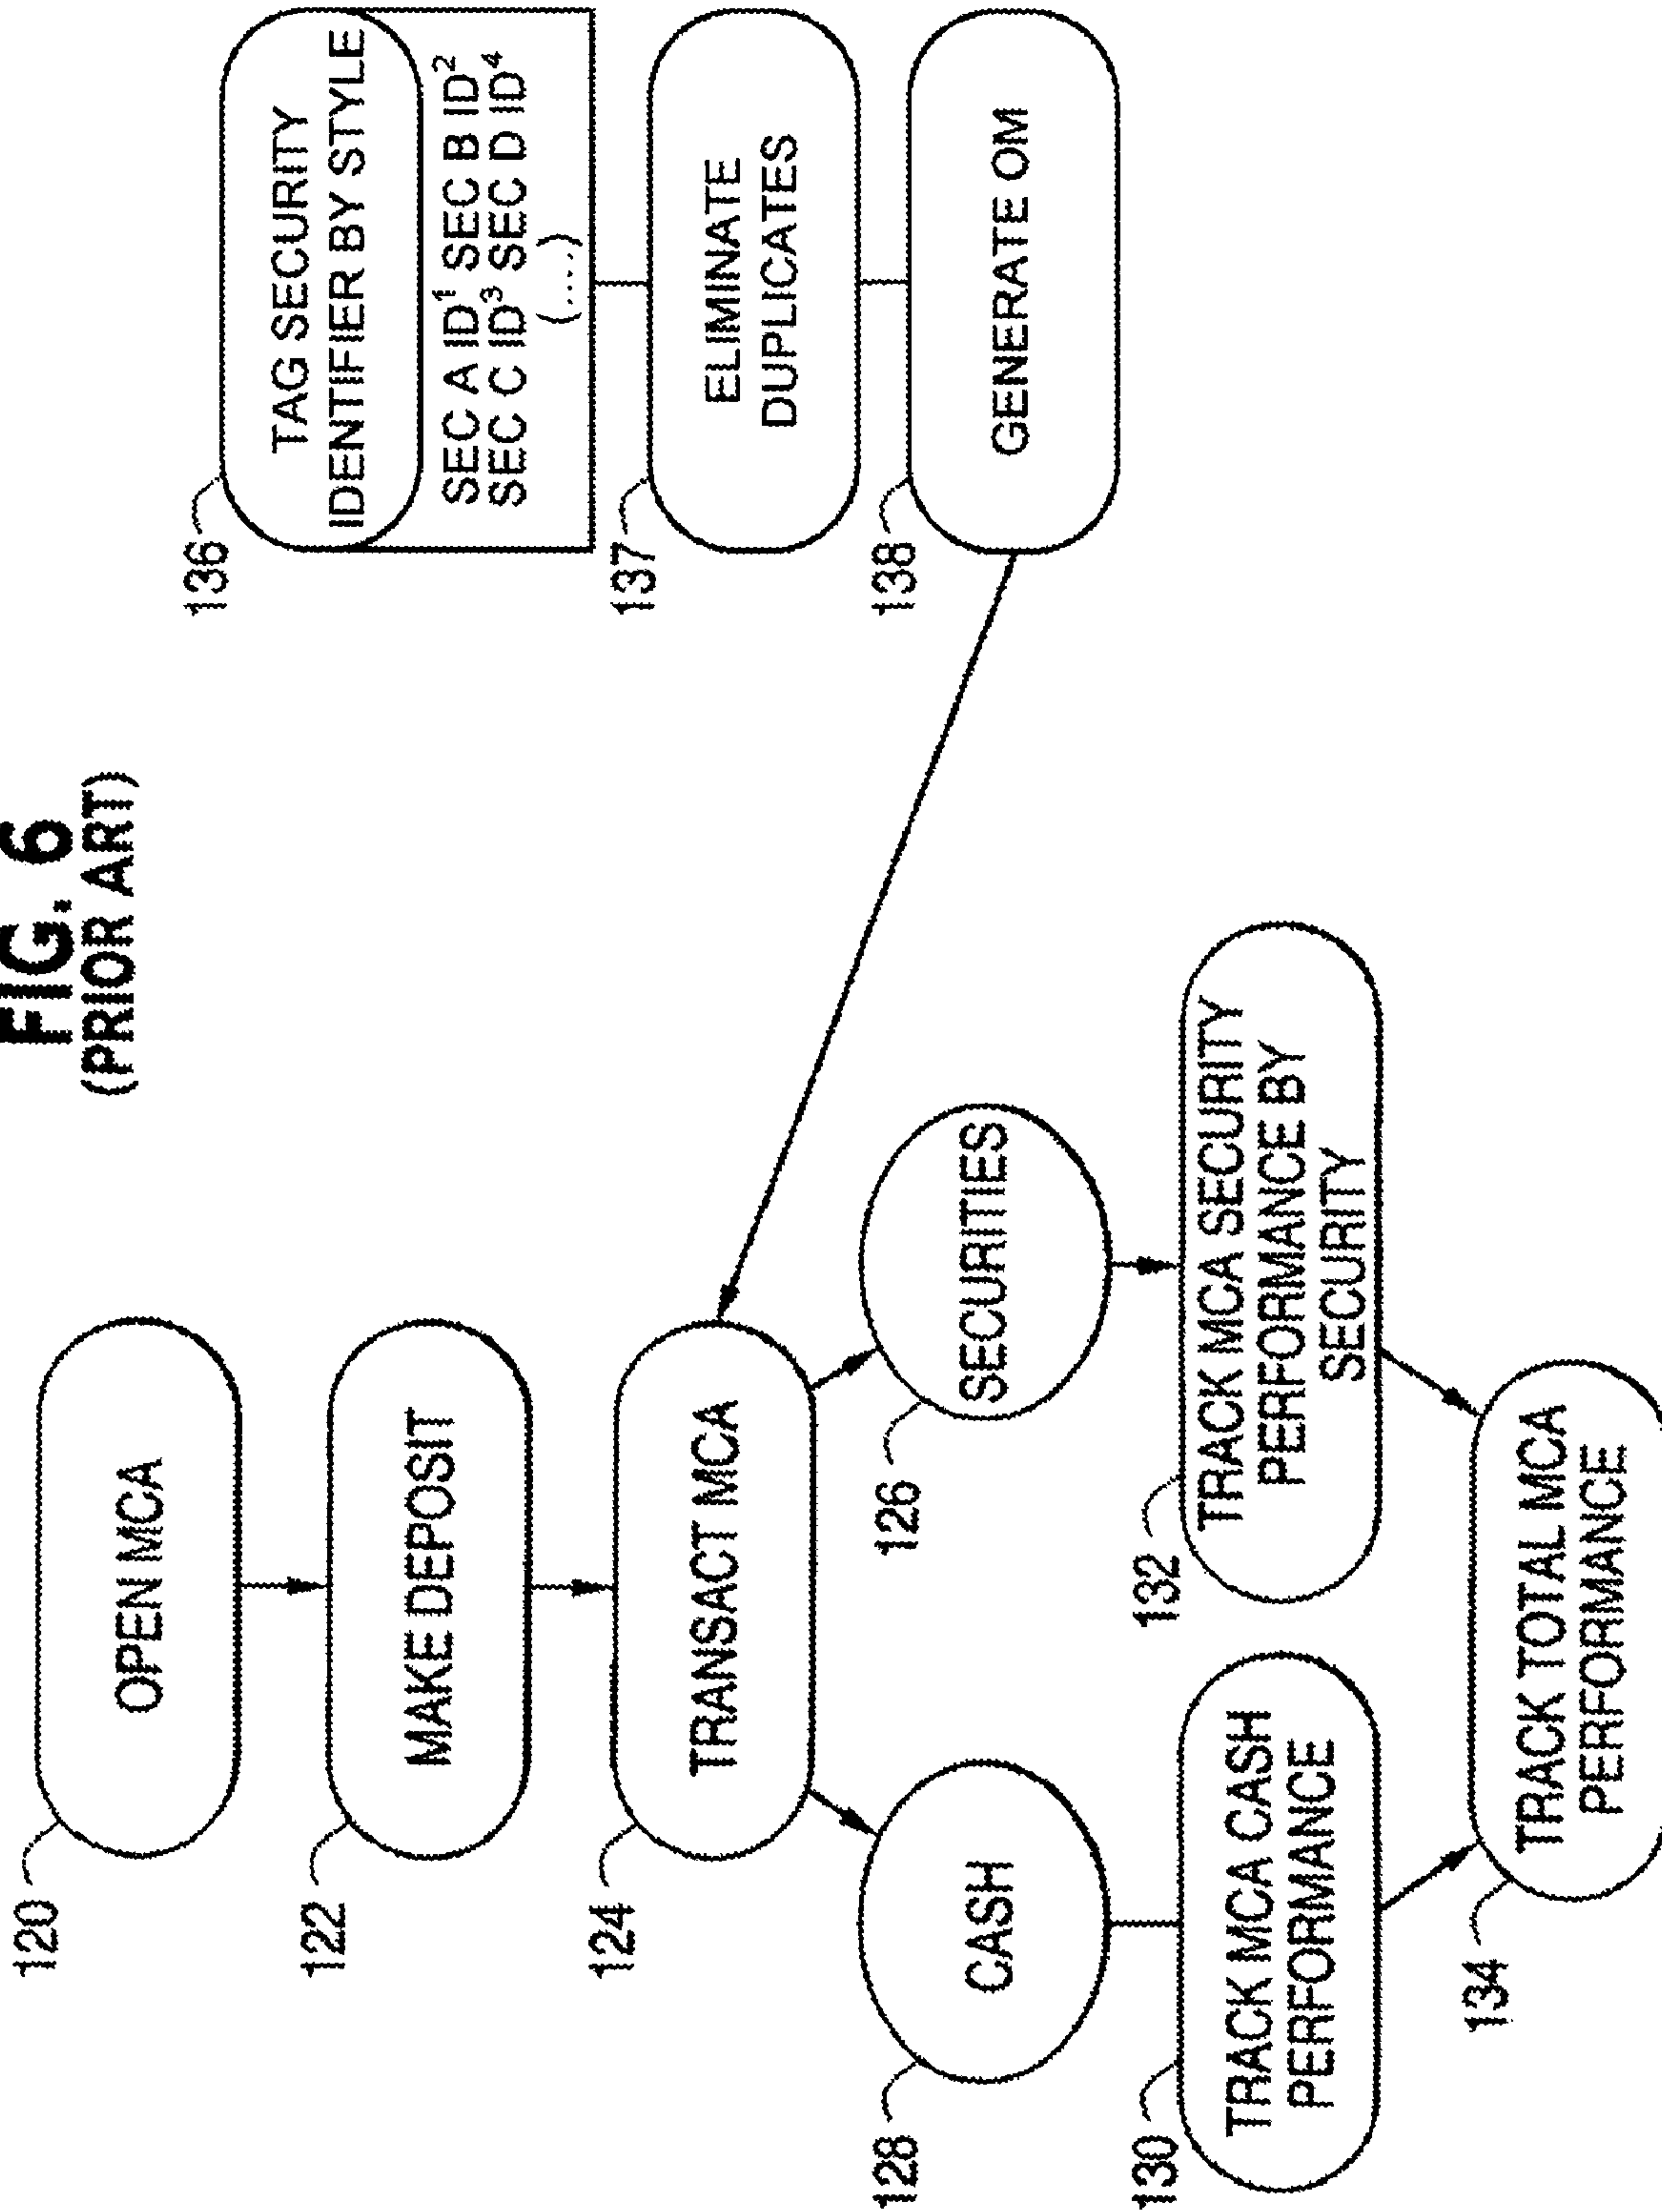 FIG. 6
(PRIOR ART)
120
OPEN MCA
122
MAKE DEPOSIT
124
TRANSACT MCA
128
CASH
126
SECURITIES
130
TRACK MCA CASH
PERFORMANCE
132
TRACK MCA SECURITY
PERFORMANCE BY
SECURITY
134
TRACK TOTAL MCA
PERFORMANCE
136
TAG SECURITY
IDENTIFIER BY STYLE
SEC A ID¹ SEC B ID²
SEC C ID³ SEC D ID⁴
(....)
137
ELIMINATE
DUPLICATES
138
GENERATE OM